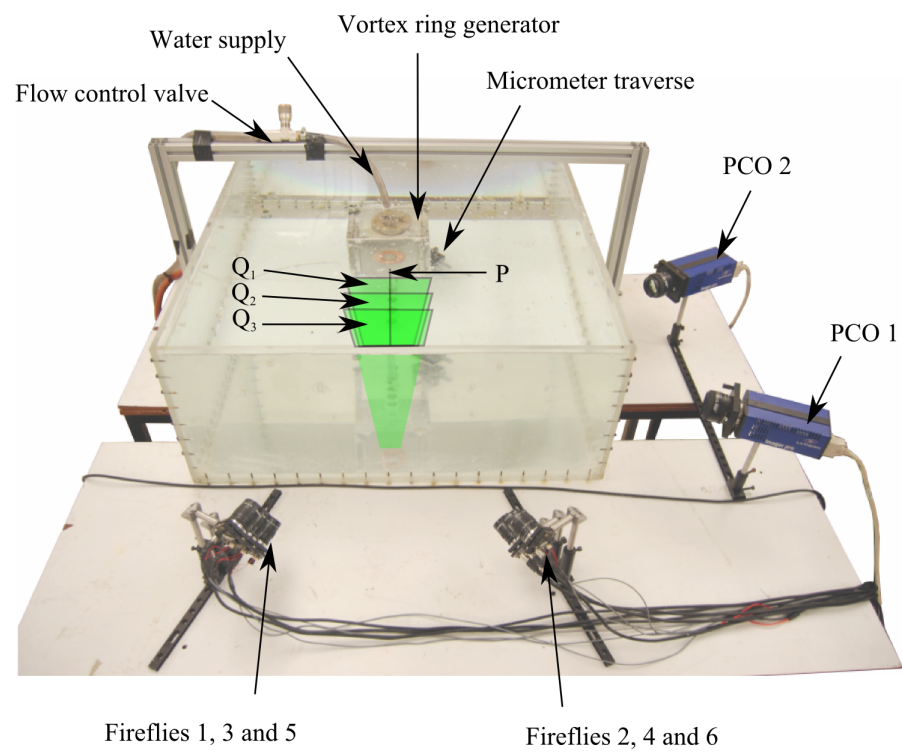 Vortex ring generator
Water supply
Micrometer traverse
Flow control valve
PCO 2
Q₁
P
Q₂
Q₃
PCO 1
Fireflies 1, 3 and 5
Fireflies 2, 4 and 6